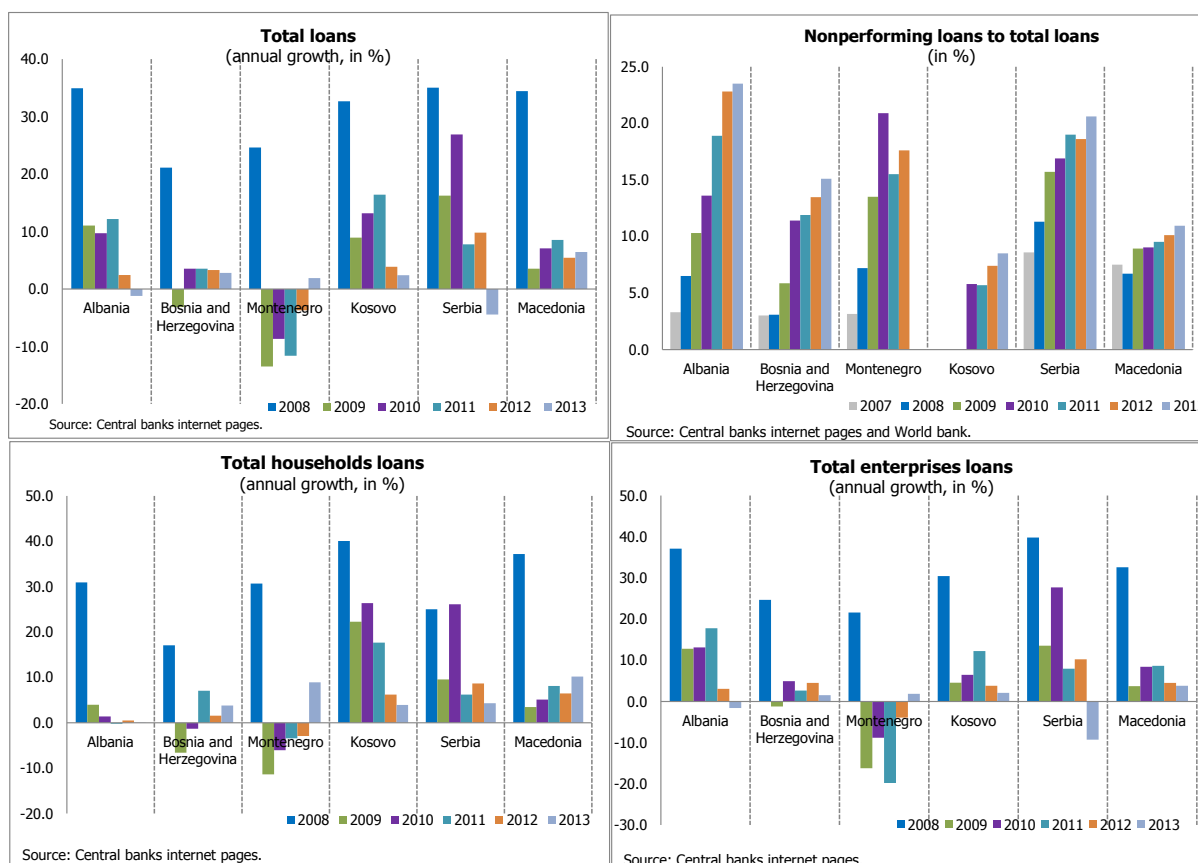 Total loans
(annual growth, in %)
40.0
30.0
20.0
10.0
0.0
-10.0
-20.0
Albania
Bosnia and
Herzegovina
Montenegro
Kosovo
Serbia
Macedonia
2008 2009 2010 2011 2012 2013
Source: Central banks internet pages.
Nonperforming loans to total loans
(in %)
25.0
20.0
15.0
10.0
5.0
0.0
Albania
Bosnia and
Herzegovina
Montenegro
Kosovo
Serbia
Macedonia
2007 2008 2009 2010 2011 2012 201
Source: Central banks internet pages and World bank.
Total households loans
(annual growth, in %)
50.0
40.0
30.0
20.0
10.0
0.0
-10.0
-20.0
Albania
Bosnia and
Herzegovina
Montenegro
Kosovo
Serbia
Macedonia
2008 2009 2010 2011 2012 2013
Source: Central banks internet pages.
Total enterprises loans
(annual growth, in %)
50.0
40.0
30.0
20.0
10.0
0.0
-10.0
-20.0
-30.0
Albania
Bosnia and
Herzegovina
Montenegro
Kosovo
Serbia
Macedonia
2008 2009 2010 2011 2012 2013
Source: Central banks internet pages